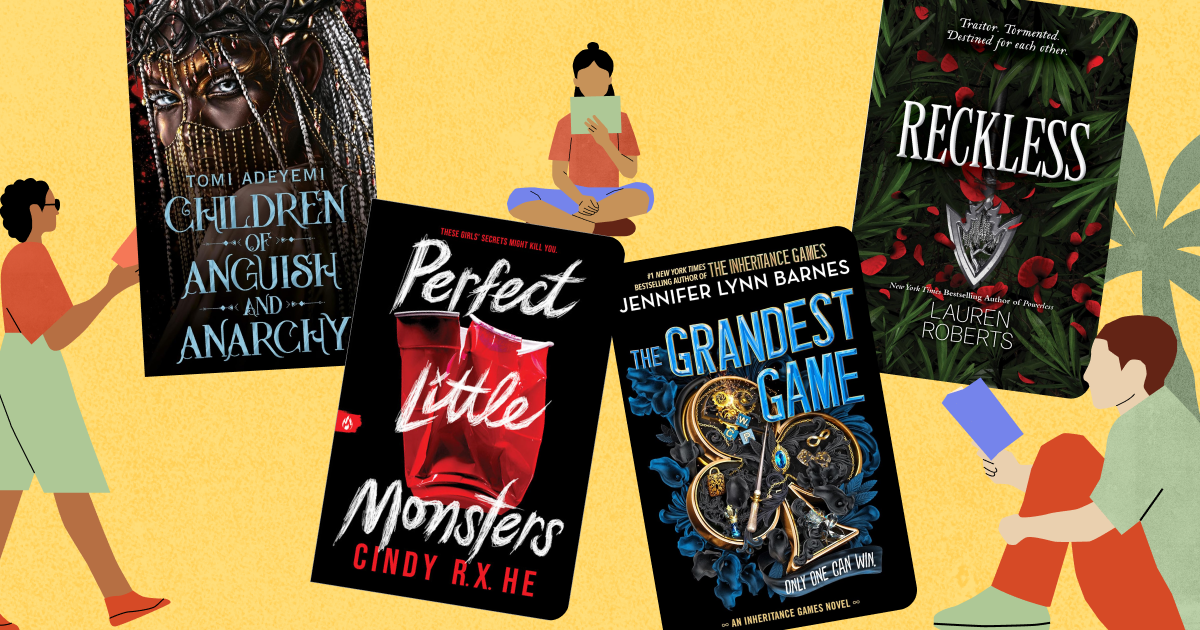 TOMI ADEYEMI
CHILDREN
OF
ANGUISH
AND
ANARCHY
THESE GIRLS' SECRETS MIGHT KILL YOU.
Perfect
Little
Monsters
CINDY R.X. HE
#1 NEW YORK TIMES
BESTSELLING AUTHOR OF THE INHERITANCE GAMES
JENNIFER LYNN BARNES
THE GRANDEST
GAME
ONLY ONE CAN WIN.
AN INHERITANCE GAMES NOVEL
Traitor. Tormented.
Destined for each other.
RECKLESS
New York Times Bestselling Author of Powerless
LAUREN
ROBERTS